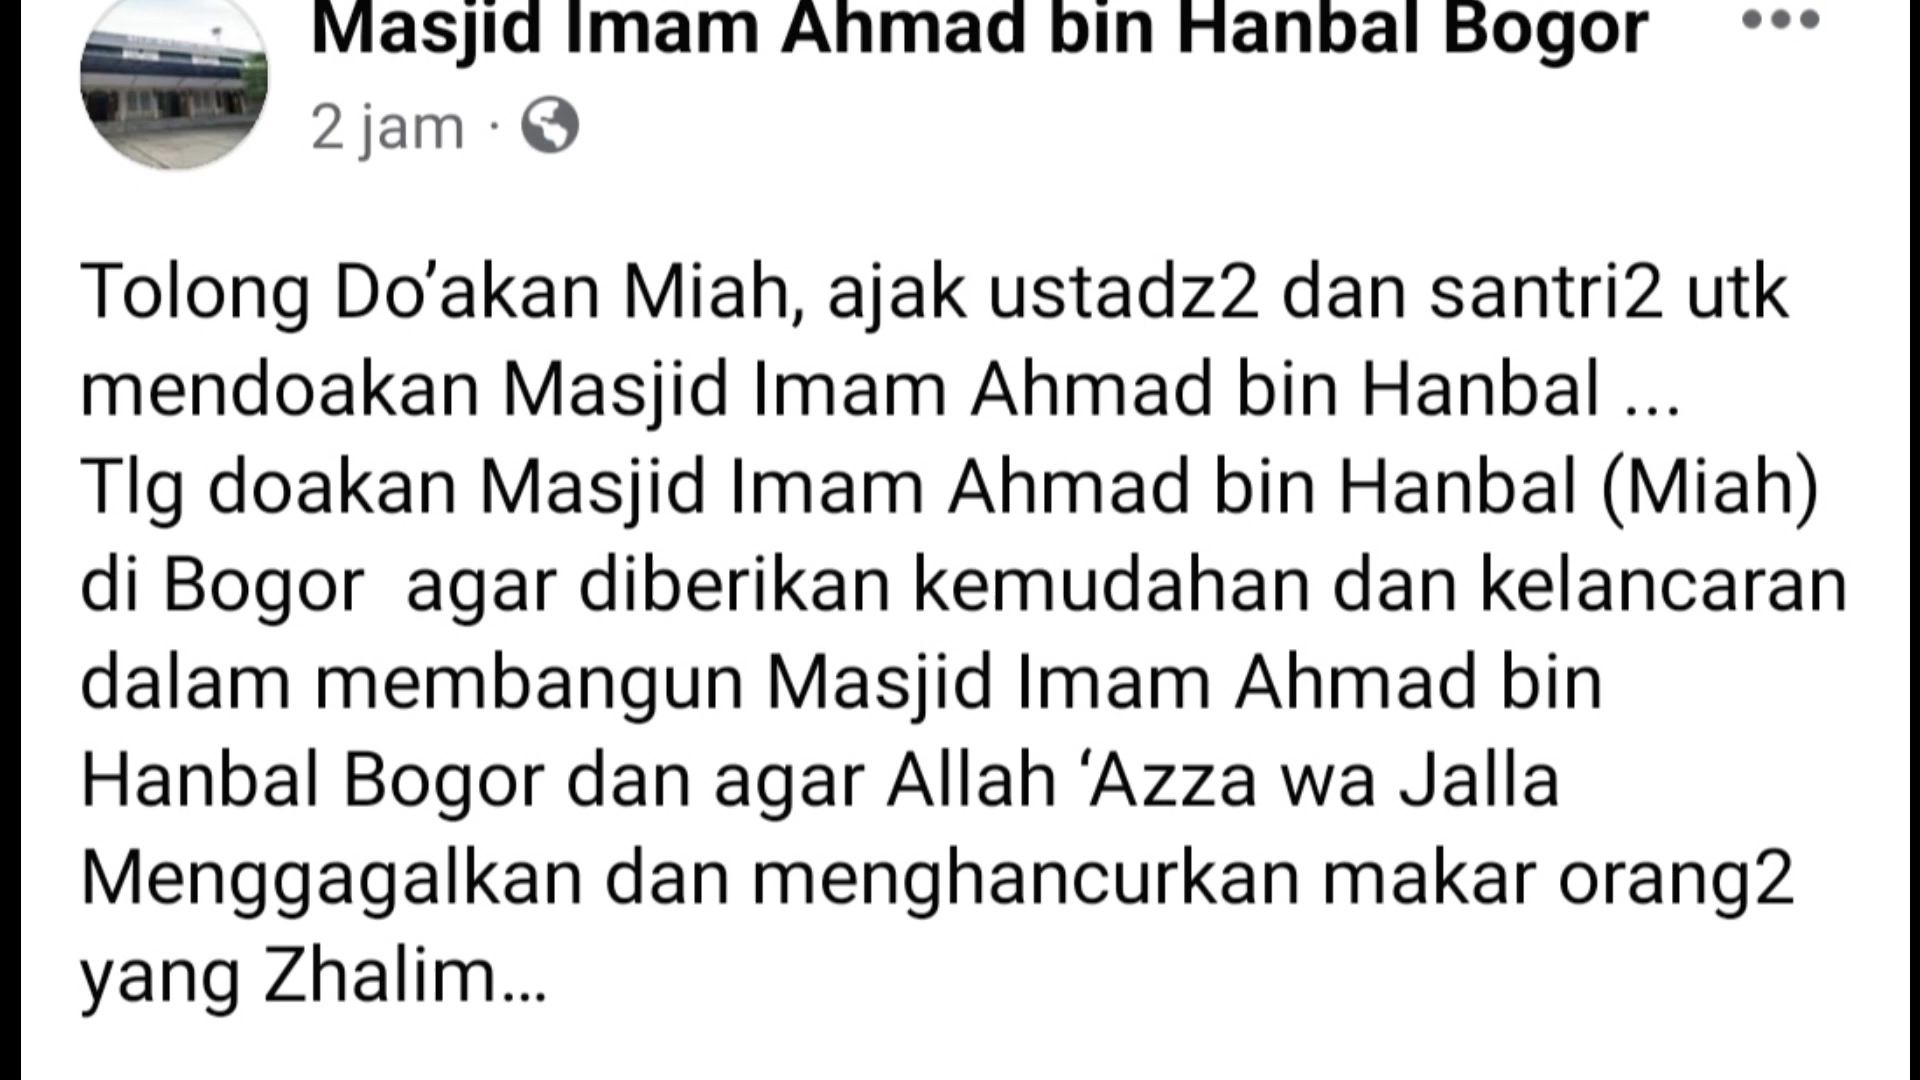 Masjid Imam Ahmad bin Hanbal Bogor
2 jam ·
Tolong Do’akan Miah, ajak ustadz2 dan santri2 utk
mendoakan Masjid Imam Ahmad bin Hanbal ...
Tlg doakan Masjid Imam Ahmad bin Hanbal (Miah)
di Bogor  agar diberikan kemudahan dan kelancaran
dalam membangun Masjid Imam Ahmad bin
Hanbal Bogor dan agar Allah ‘Azza wa Jalla
Menggagalkan dan menghancurkan makar orang2
yang Zhalim...